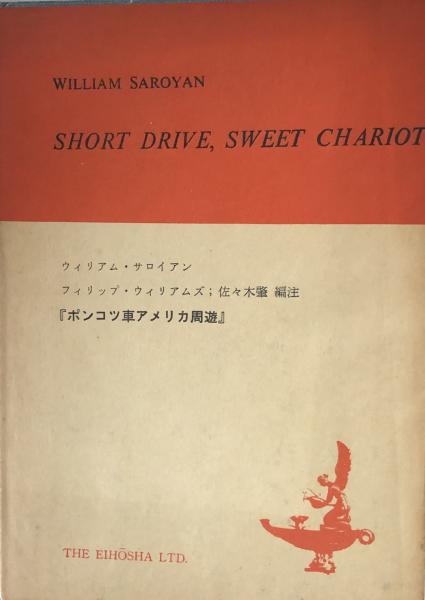 WILLIAM SAROYAN
SHORT DRIVE, SWEET CHARIOT
ウィリアム・サロイアン
フィリップ・ウィリアムズ; 佐々木肇 編注
『ポンコツ車アメリカ周遊』
THE EIHŌSHA LTD.